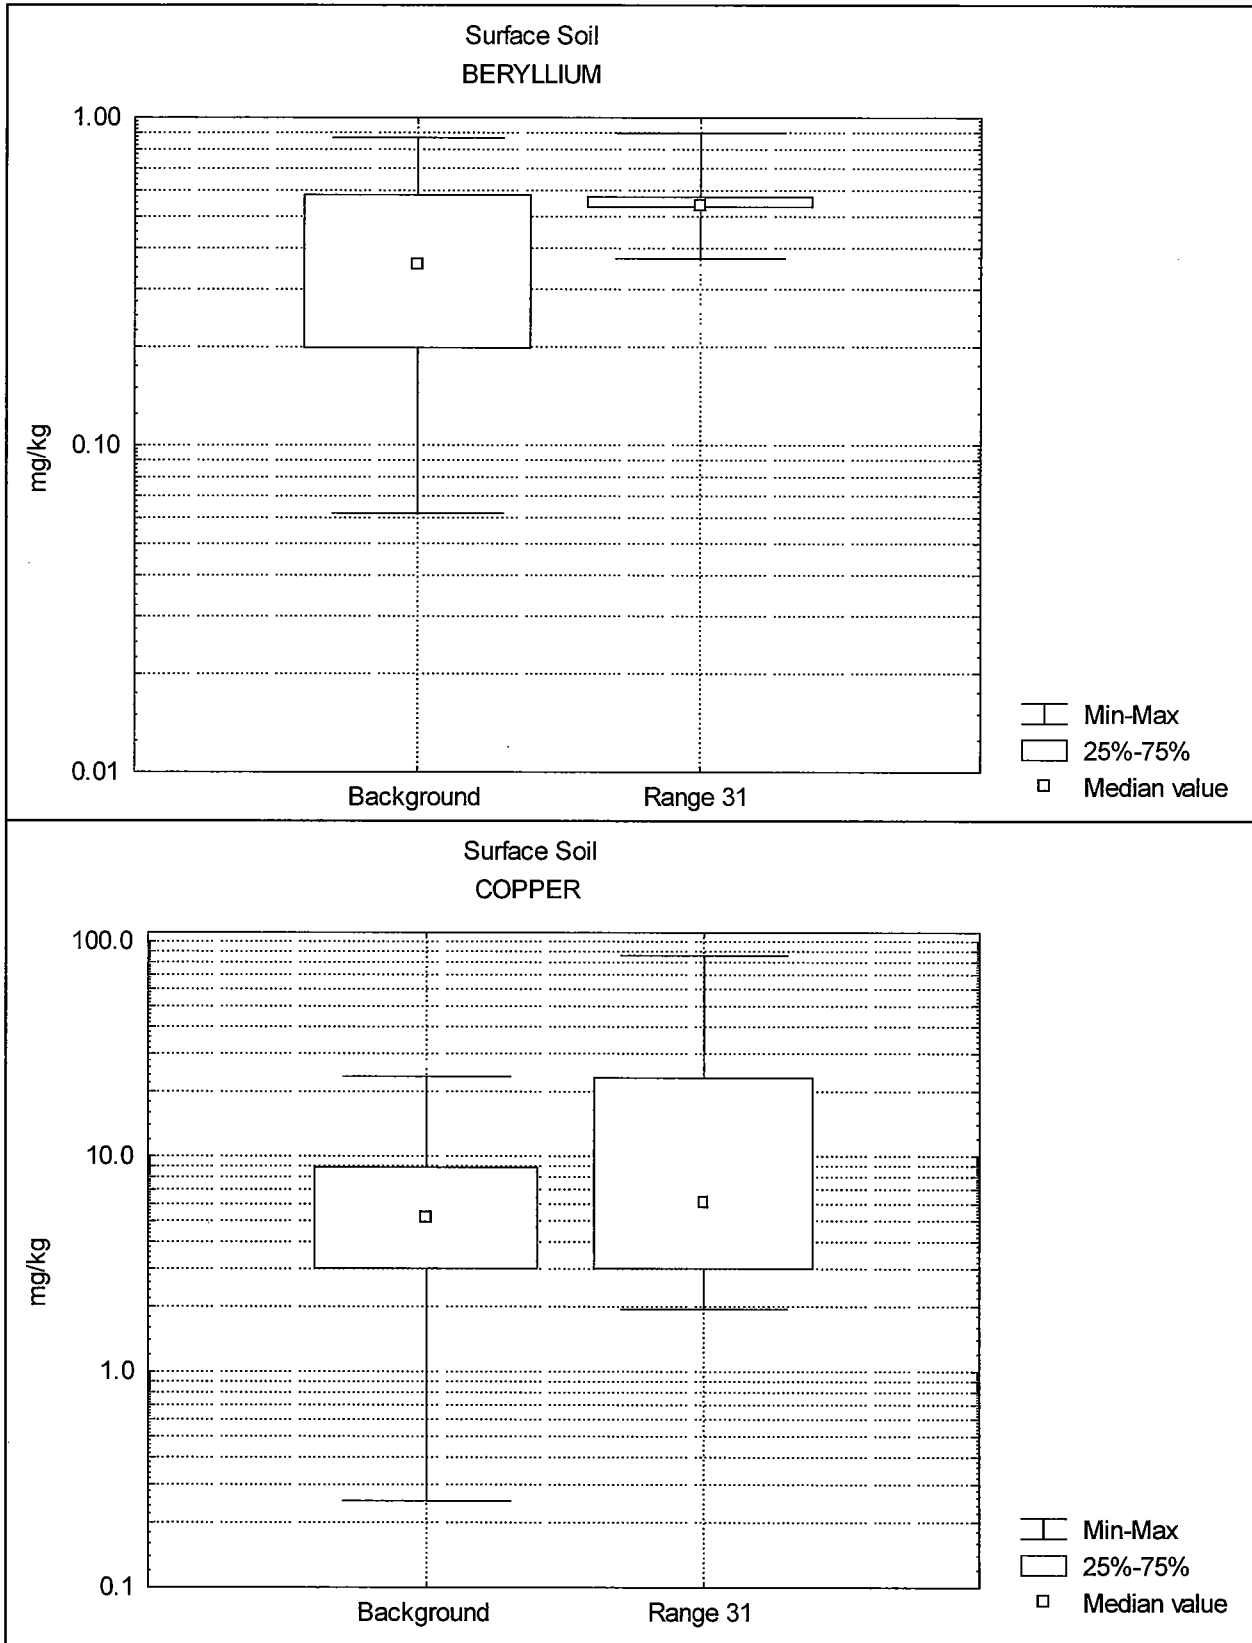 Surface Soil
BERYLLIUM
1.00
0.10
0.01
mg/kg
Background
Range 31
Min-Max
25%-75%
Median value
Surface Soil
COPPER
100.0
10.0
1.0
0.1
mg/kg
Background
Range 31
Min-Max
25%-75%
Median value